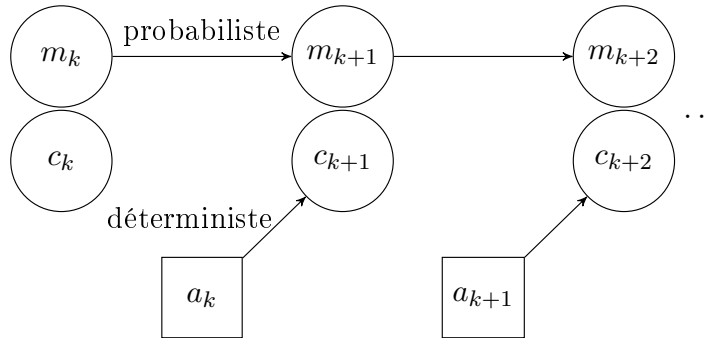 probabiliste
m_k m_{k+1} m_{k+2}
. .
c_k c_{k+1} c_{k+2}
déterministe
a_k a_{k+1}